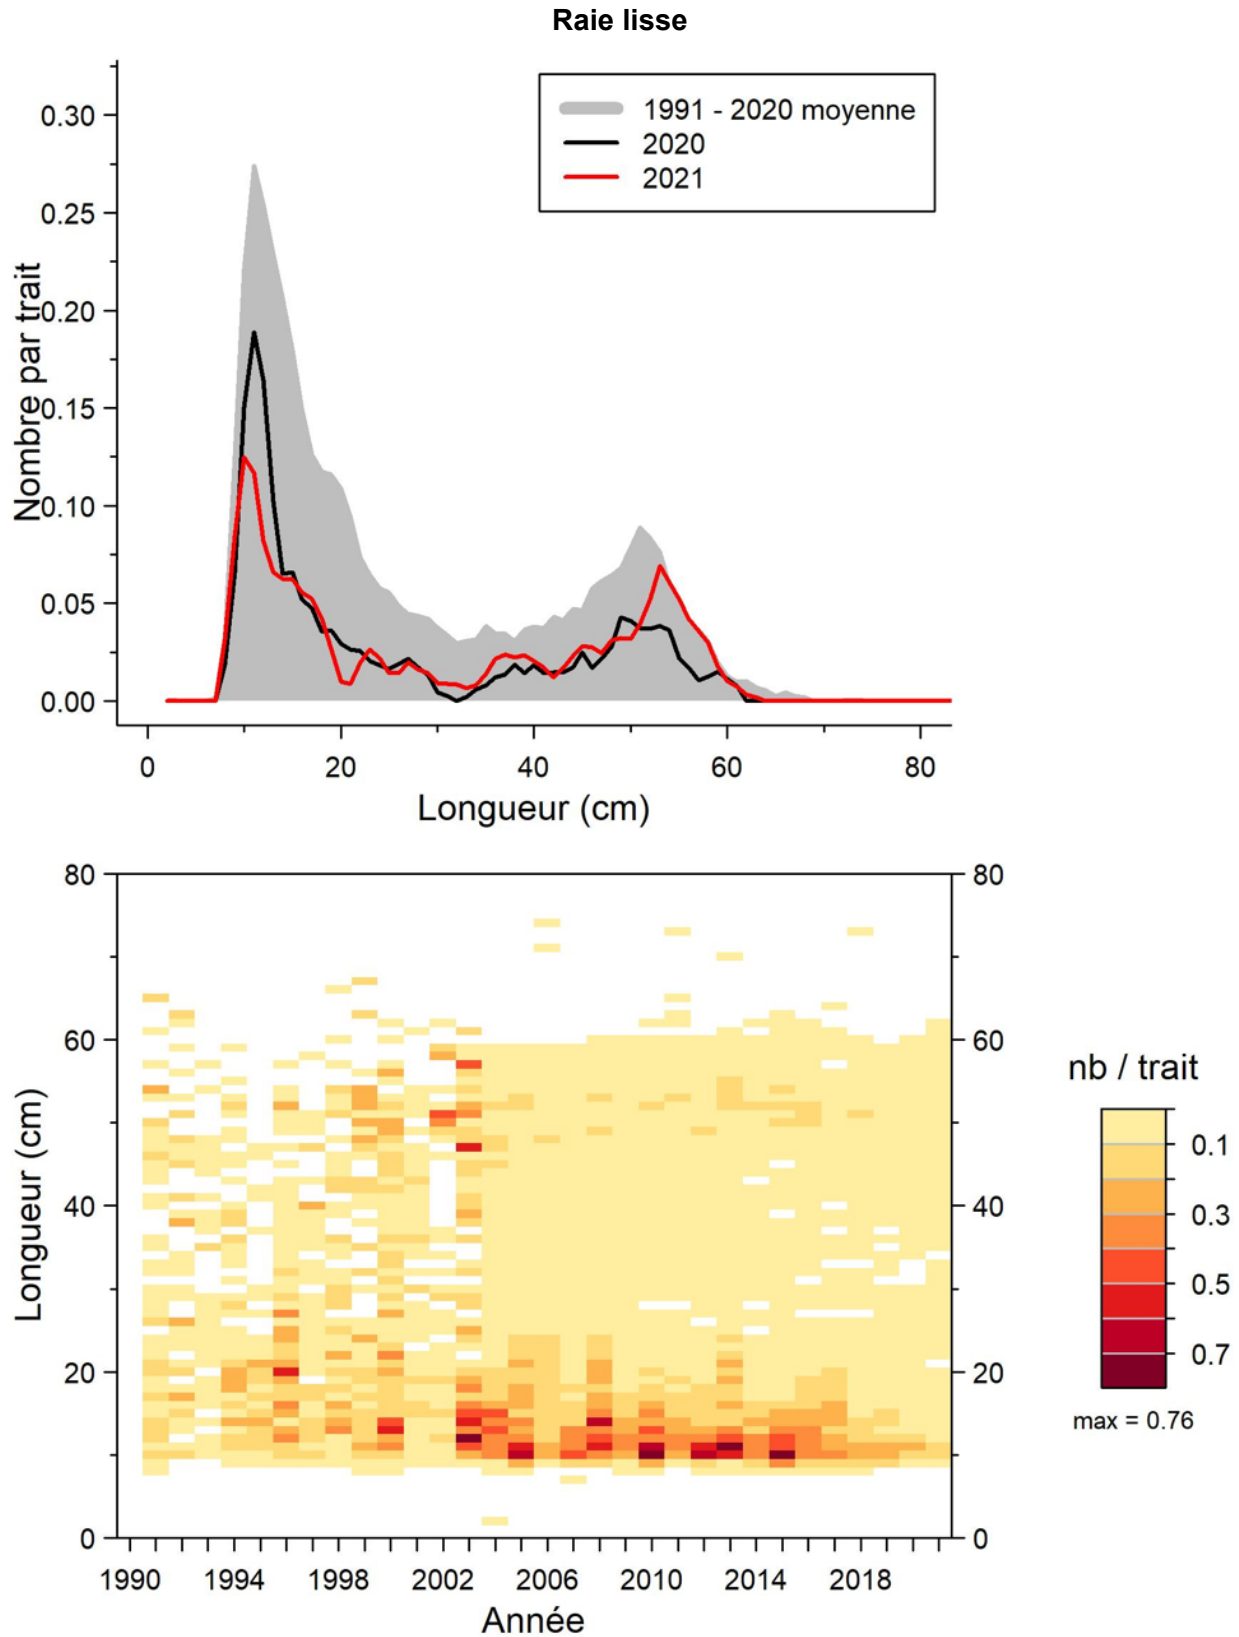 Raie lisse
1991 - 2020 moyenne
2020
2021
0.30
0.25
0.20
0.15
0.10
0.05
0.00
Nombre par trait
0 20 40 60 80
Longueur (cm)
80 80
60 60
40 40
20 20
0 0
Longueur (cm)
1990 1994 1998 2002 2006 2010 2014 2018
Année
nb / trait
0.1
0.3
0.5
0.7
max = 0.76